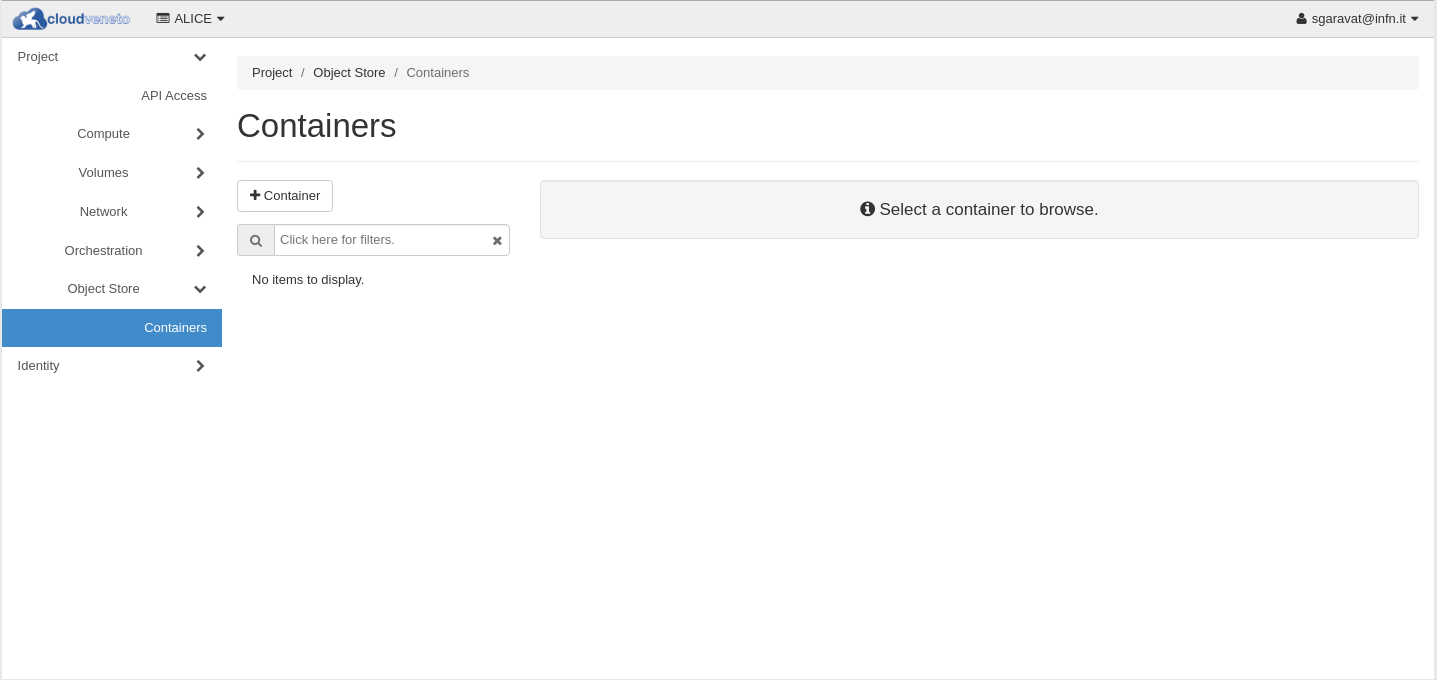 cloudveneto ALICE sgaravat@infn.it
Project
API Access
Compute
Volumes
Network
Orchestration
Object Store
Containers
Identity
Project / Object Store / Containers
Containers
Container
Click here for filters.
No items to display.
Select a container to browse.